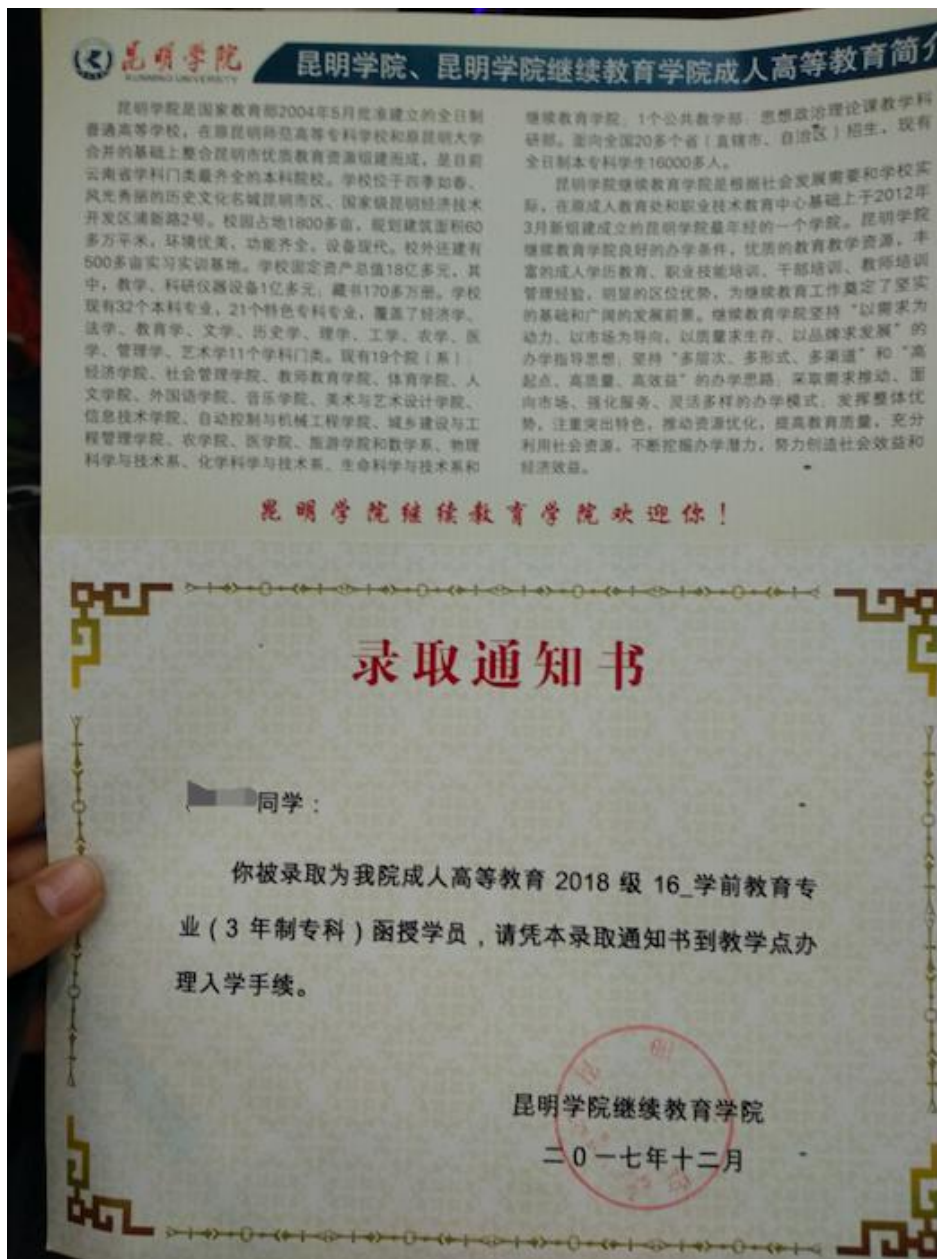 昆明学院
KUNMING UNIVERSITY
昆明学院、昆明学院继续教育学院成人高等教育简介
昆明学院是国家教育部2004年5月批准建立的全日制
普通高等学校，在原昆明师范高等专科学校和原昆明大学
合并的基础上整合昆明市优质教育资源组建而成，是目前
云南省学科门类最齐全的本科院校。学校位于四季如春、
风光秀丽的历史文化名城昆明市区、国家级昆明经济技术
开发区浦新路2号。校园占地1800多亩，规划建筑面积60
多万平米，环境优美，功能齐全，设备现代。校外还建有
500多亩实习实训基地。学校固定资产总值18亿多元，其
中，教学、科研仪器设备1亿多元；藏书170多万册。学校
现有32个本科专业，21个特色专科专业，覆盖了经济学、
法学、教育学、文学、历史学、理学、工学、农学、医
学、管理学、艺术学11个学科门类。现有19个院（系）：
经济学院、社会管理学院、教师教育学院、体育学院、人
文学院、外国语学院、音乐学院、美术与艺术设计学院、
信息技术学院、自动控制与机械工程学院、城乡建设与工
程管理学院、农学院、医学院、旅游学院和数学系、物理
科学与技术系、化学科学与技术系、生命科学与技术系和
继续教育学院，1个公共教学部：思想政治理论课教学科
研部。面向全国20多个省（直辖市、自治区）招生，现有
全日制本专科学生16000多人。
昆明学院继续教育学院是根据社会发展需要和学校实
际，在原成人教育处和职业技术教育中心基础上于2012年
3月新组建成立的昆明学院最年轻的一个学院。昆明学院
继续教育学院良好的办学条件，优质的教育教学资源，丰
富的成人学历教育、职业技能培训、干部培训、教师培训
管理经验，明显的区位优势，为继续教育工作奠定了坚实
的基础和广阔的发展前景。继续教育学院坚持“以需求为
动力、以市场为导向，以质量求生存、以品牌求发展”的
办学指导思想；坚持“多层次、多形式、多渠道”和“高
起点、高质量、高效益”的办学思路；采取需求推动、面
向市场、强化服务、灵活多样的办学模式，发挥整体优
势，注重突出特色，推动资源优化，提高教育质量，充分
利用社会资源，不断挖掘办学潜力，努力创造社会效益和
经济效益。
昆明学院继续教育学院欢迎你！
录取通知书
同学：
你被录取为我院成人高等教育 2018 级 16_学前教育专
业（3 年制专科）函授学员，请凭本录取通知书到教学点办
理入学手续。
昆明学院继续教育学院
二0一七年十二月